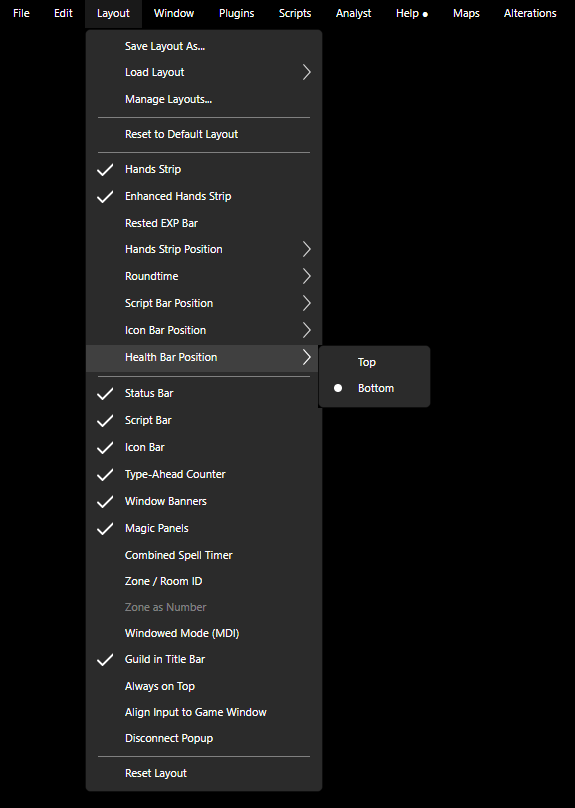 File Edit Layout Window Plugins Scripts Analyst Help Maps Alterations
Save Layout As...
Load Layout
Manage Layouts...
Reset to Default Layout
Hands Strip
Enhanced Hands Strip
Rested EXP Bar
Hands Strip Position
Roundtime
Script Bar Position
Icon Bar Position
Health Bar Position
Top
Bottom
Status Bar
Script Bar
Icon Bar
Type-Ahead Counter
Window Banners
Magic Panels
Combined Spell Timer
Zone / Room ID
Zone as Number
Windowed Mode (MDI)
Guild in Title Bar
Always on Top
Align Input to Game Window
Disconnect Popup
Reset Layout